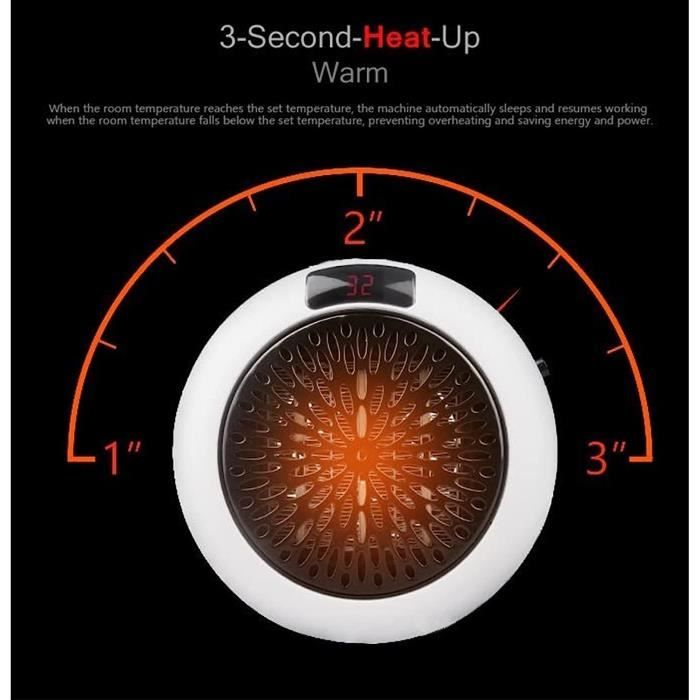 3-Second-Heat-Up
Warm
When the room temperature reaches the set temperature, the machine automatically sleeps and resumes working
when the room temperature falls below the set temperature, preventing overheating and saving energy and power.
2”
32
1” 3”